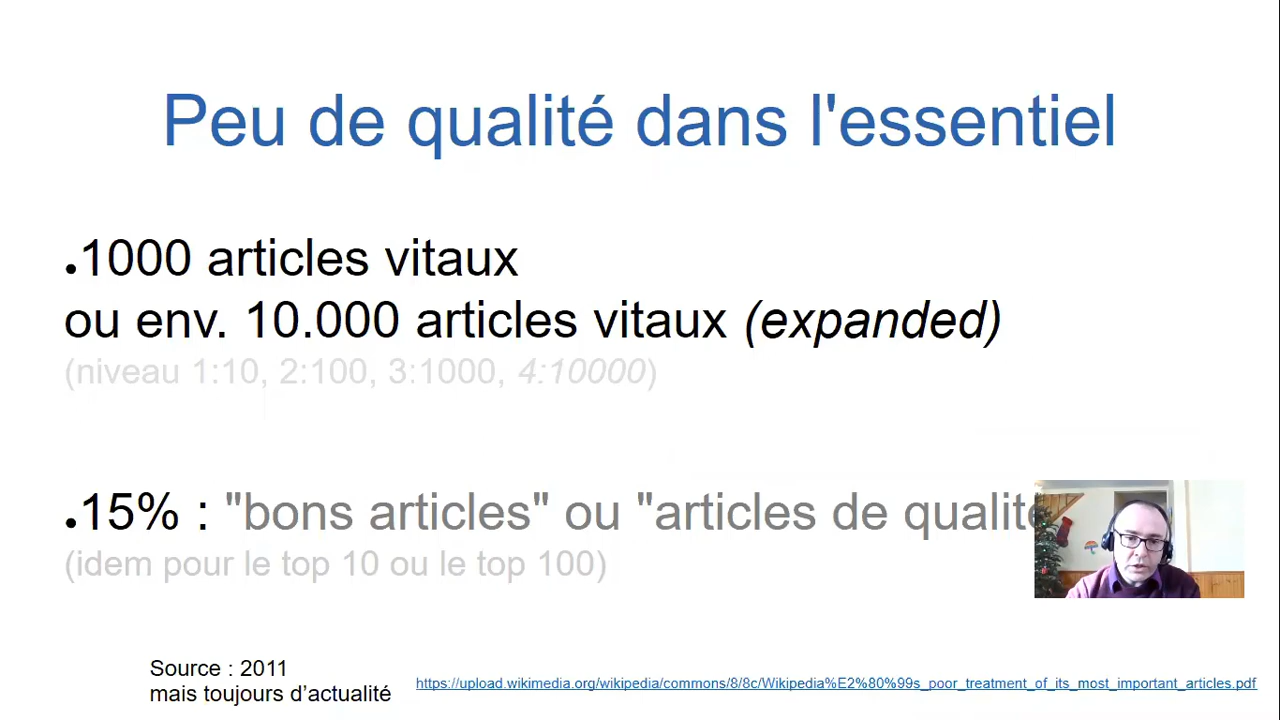 Peu de qualité dans l'essentiel
●1000 articles vitaux
ou env. 10.000 articles vitaux (expanded)
(niveau 1:10, 2:100, 3:1000, 4:10000)
●15% : "bons articles" ou "articles de qualité
(idem pour le top 10 ou le top 100)
Source : 2011
mais toujours d’actualité
https://upload.wikimedia.org/wikipedia/commons/8/8c/Wikipedia%E2%80%99s_poor_treatment_of_its_most_important_articles.pdf